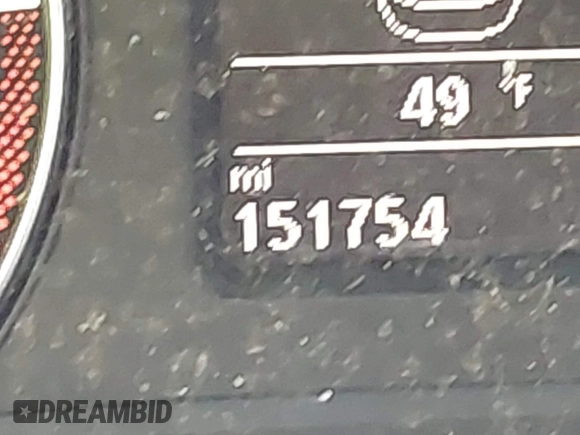 49 °F
mi
151754
DREAMBID